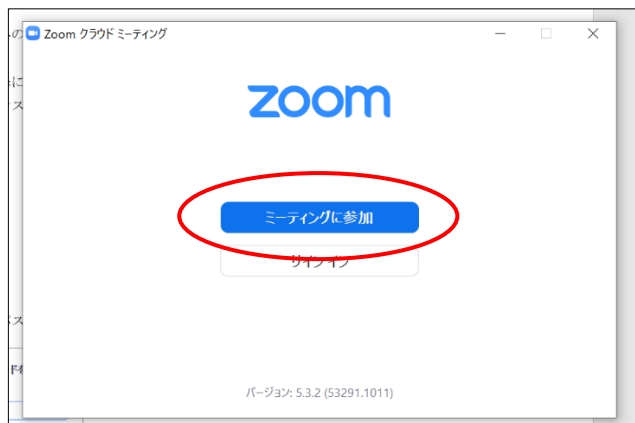 Zoom クラウド ミーティング
zoom
ミーティングに参加
サインイン
バージョン: 5.3.2 (53291.1011)